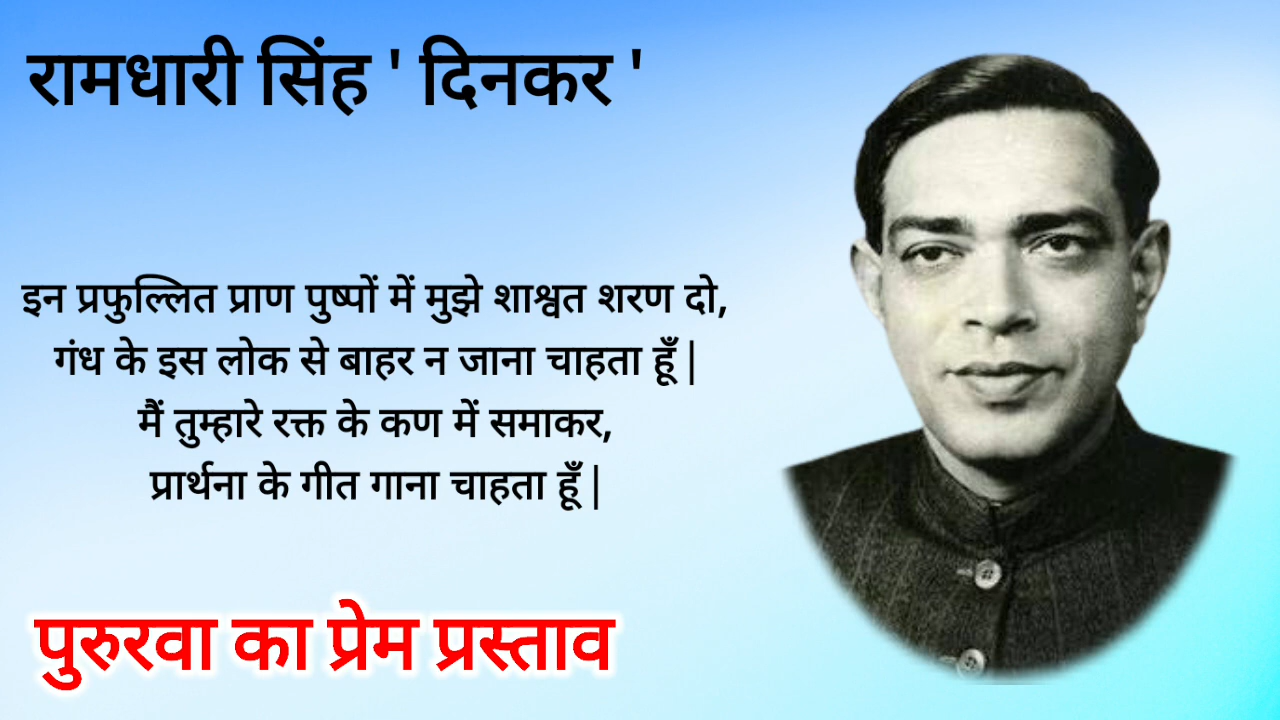 रामधारी सिंह ' दिनकर '
इन प्रफुल्लित प्राण पुष्पों में मुझे शाश्वत शरण दो,
गंध के इस लोक से बाहर न जाना चाहता हूँ |
मैं तुम्हारे रक्त के कण में समाकर,
प्रार्थना के गीत गाना चाहता हूँ |
पुरुरवा का प्रेम प्रस्ताव